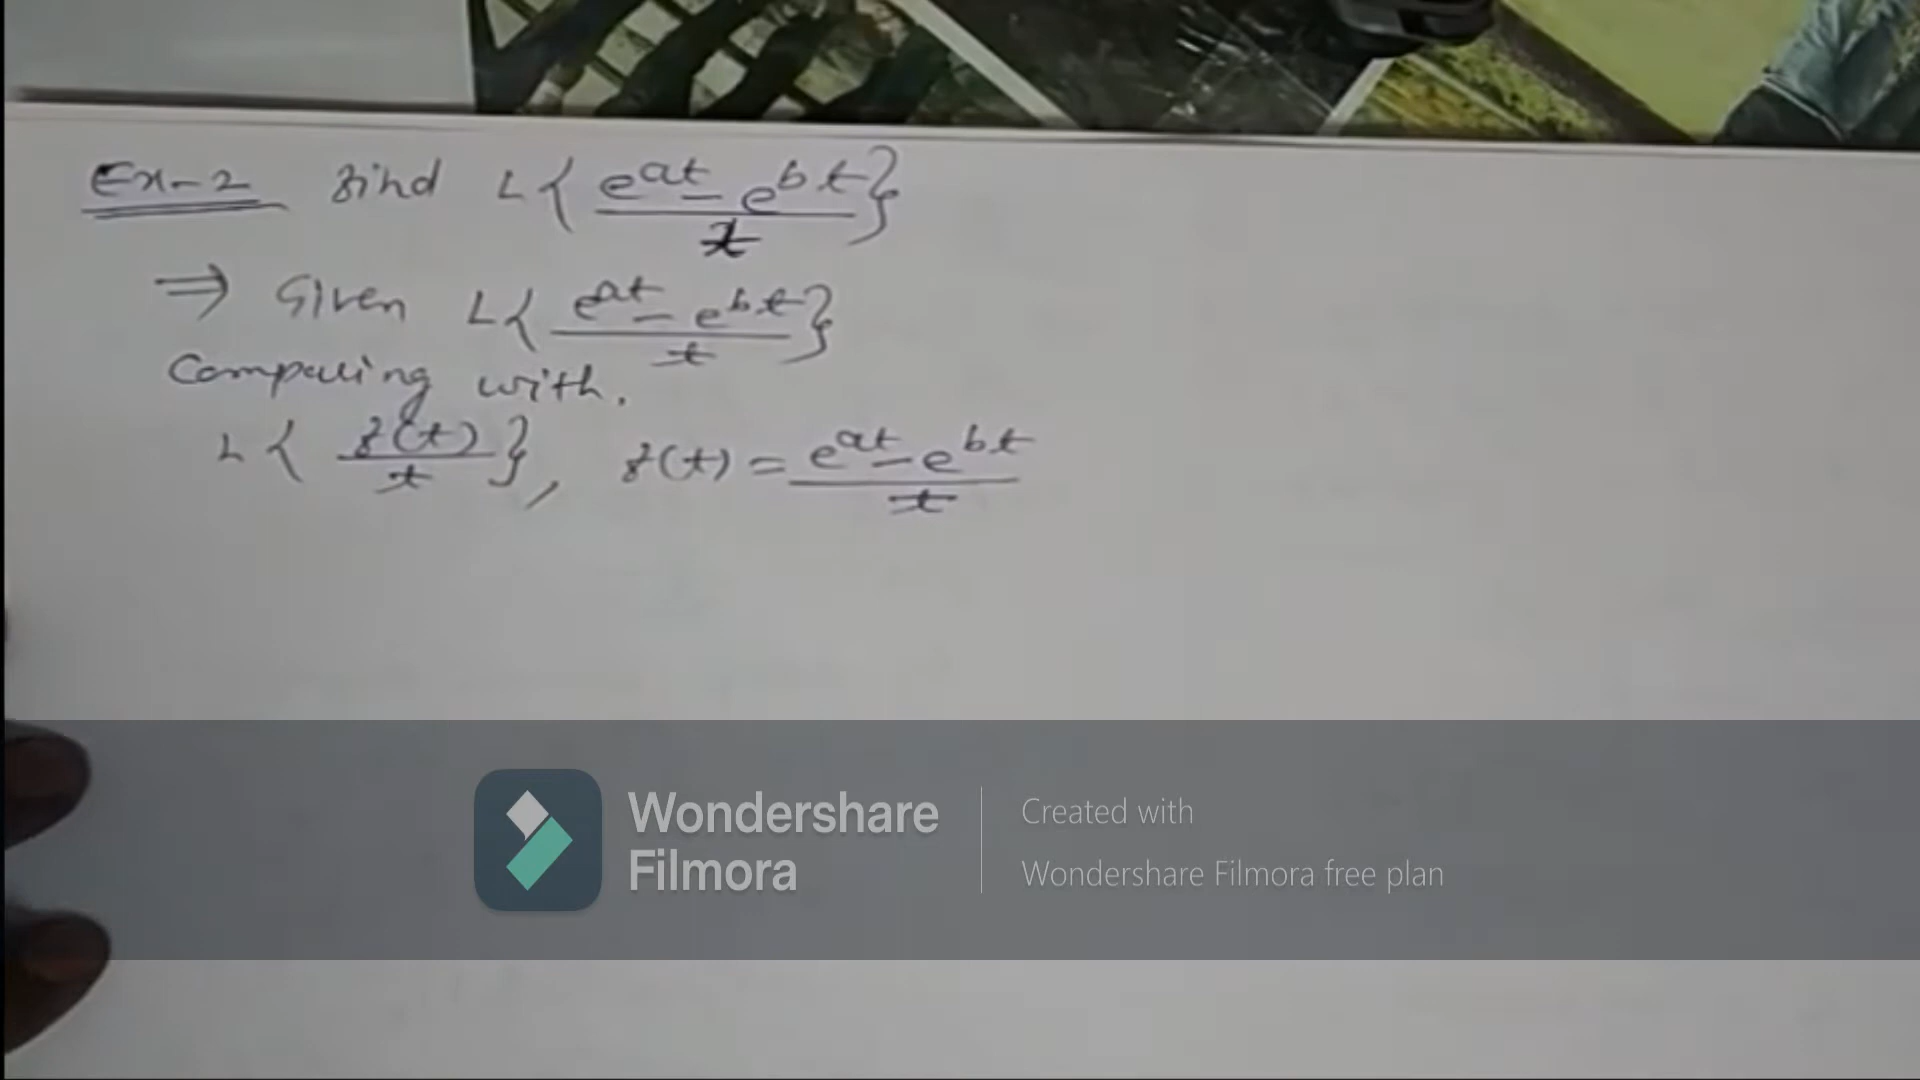 Ex-2 find L{ e^at - e^bt / t }
⇒ Given L{ e^at - e^bt / t }
Comparing with.
L{ f(t) / t }, f(t) = e^at - e^bt / t
Wondershare
Filmora
Created with
Wondershare Filmora free plan